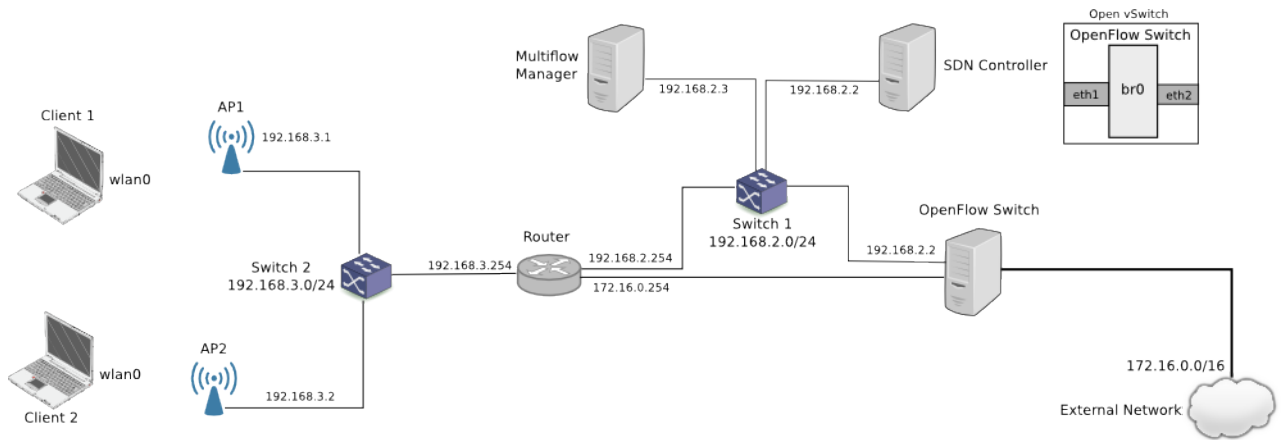 Open vSwitch
OpenFlow Switch
eth1
br0
eth2
Multiflow
Manager
192.168.2.3
192.168.2.2
SDN Controller
Client 1
wlan0
AP1
192.168.3.1
Switch 1
192.168.2.0/24
OpenFlow Switch
192.168.2.2
Router
192.168.2.254
172.16.0.254
192.168.3.254
Switch 2
192.168.3.0/24
AP2
192.168.3.2
wlan0
Client 2
172.16.0.0/16
External Network